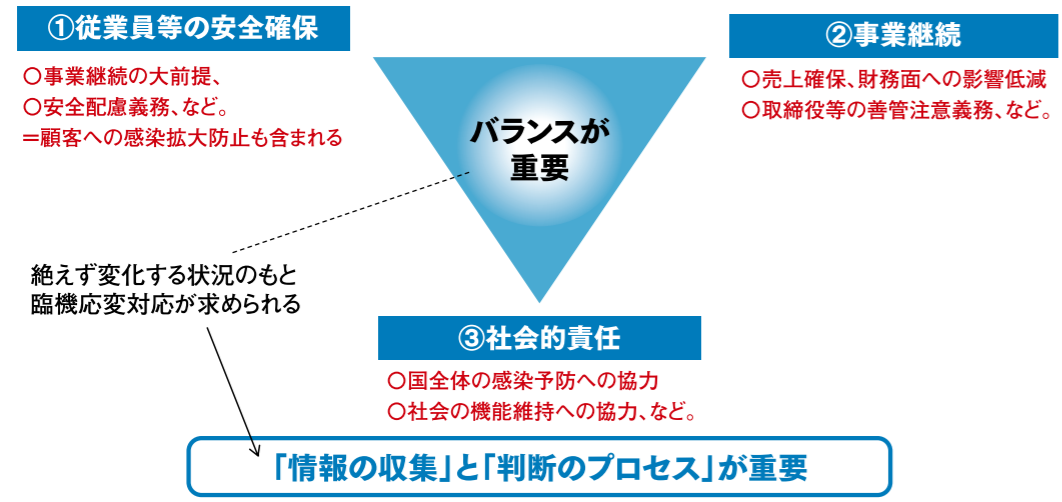 ①従業員等の安全確保
〇事業継続の大前提、
〇安全配慮義務、など。
＝顧客への感染拡大防止も含まれる
②事業継続
〇売上確保、財務面への影響低減
〇取締役等の善管注意義務、など。
バランスが
重要
絶えず変化する状況のもと
臨機応変対応が求められる
③社会的責任
〇国全体の感染予防への協力
〇社会の機能維持への協力、など。
「情報の収集」と「判断のプロセス」が重要